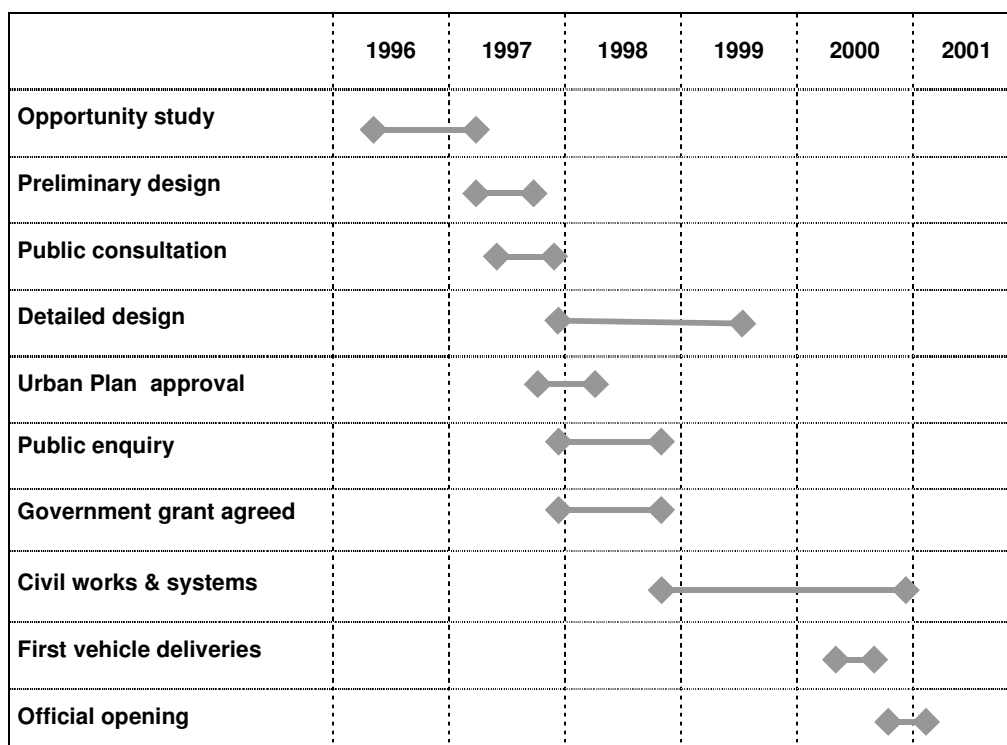 1996 1997 1998 1999 2000 2001
Opportunity study
Preliminary design
Public consultation
Detailed design
Urban Plan approval
Public enquiry
Government grant agreed
Civil works & systems
First vehicle deliveries
Official opening